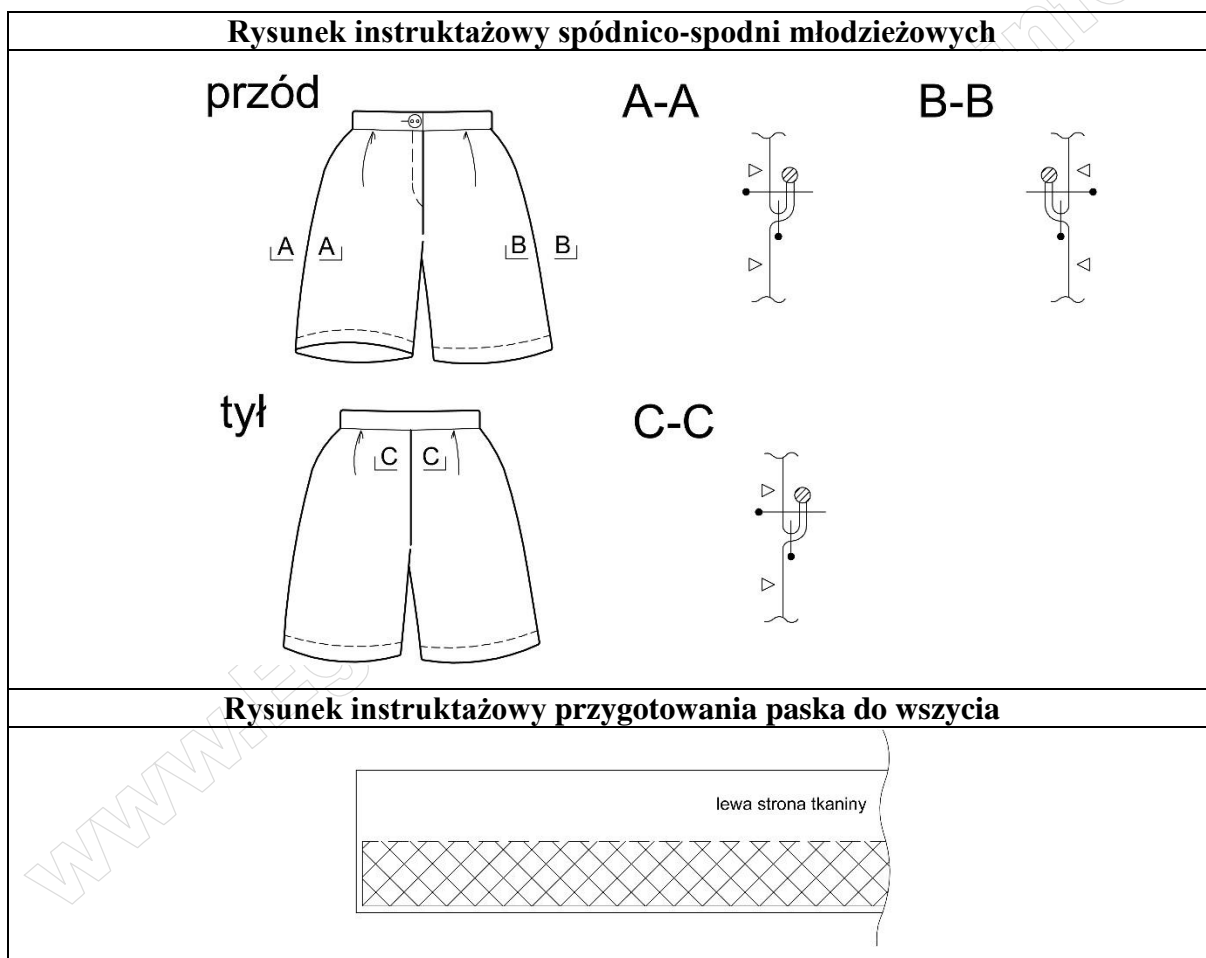 Rysunek instruktażowy spódnico-spodni młodzieżowych
przód A-A B-B
A A B B
tył C-C
C C
Rysunek instruktażowy przygotowania paska do wszycia
lewa strona tkaniny